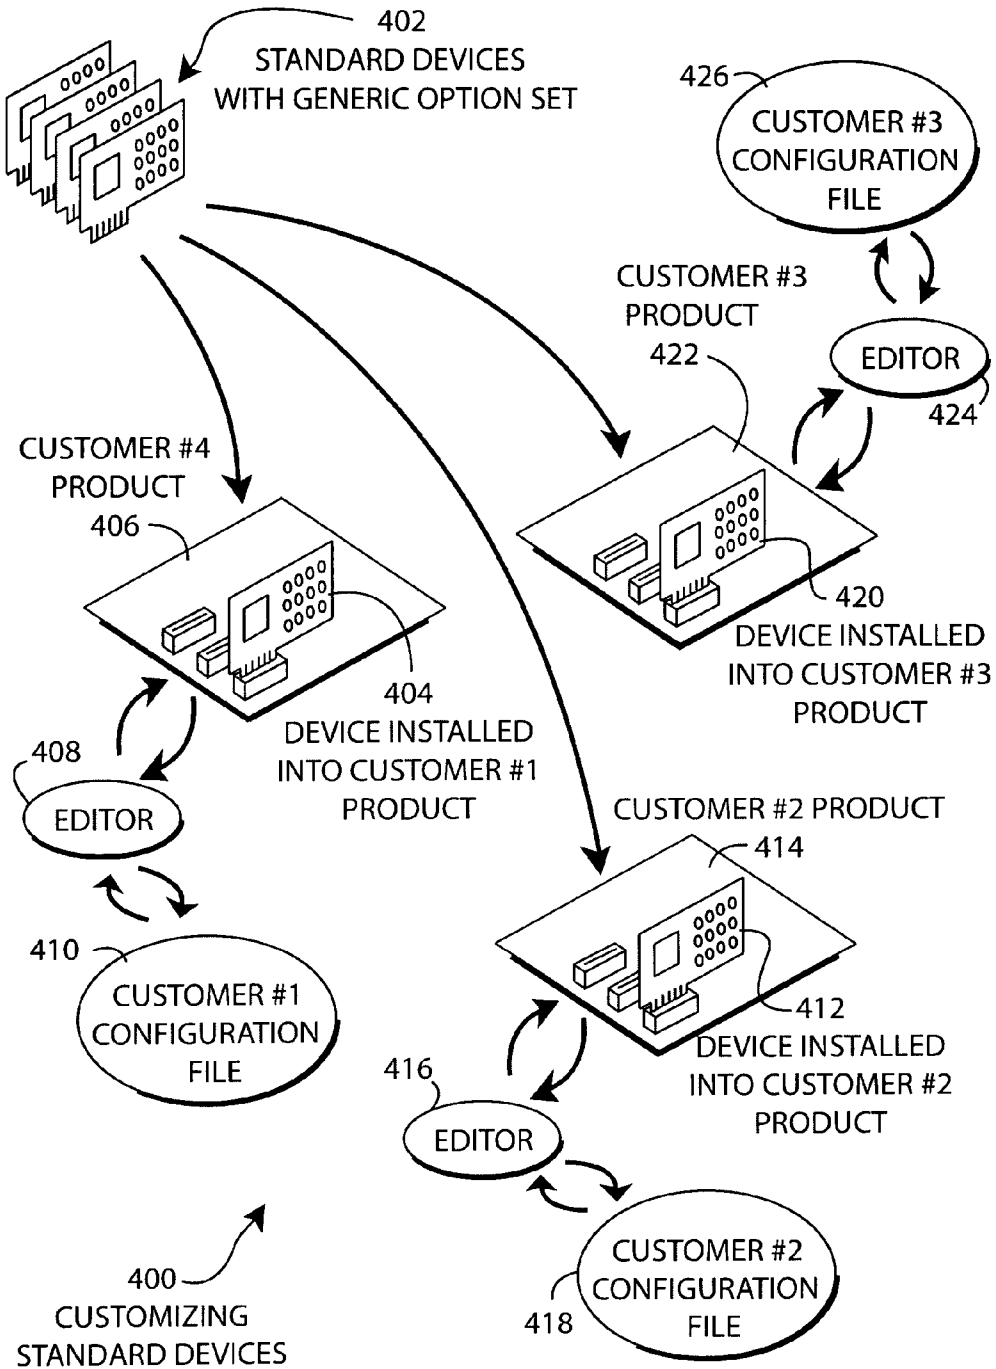 402
STANDARD DEVICES
WITH GENERIC OPTION SET
426
CUSTOMER #3
CONFIGURATION
FILE
CUSTOMER #3
PRODUCT
422
EDITOR
424
CUSTOMER #4
PRODUCT
406
420
DEVICE INSTALLED
INTO CUSTOMER #3
PRODUCT
404
DEVICE INSTALLED
INTO CUSTOMER #1
PRODUCT
408
EDITOR
CUSTOMER #2 PRODUCT
414
410
CUSTOMER #1
CONFIGURATION
FILE
412
DEVICE INSTALLED
INTO CUSTOMER #2
PRODUCT
416
EDITOR
CUSTOMER #2
CONFIGURATION
FILE
418
400
CUSTOMIZING
STANDARD DEVICES